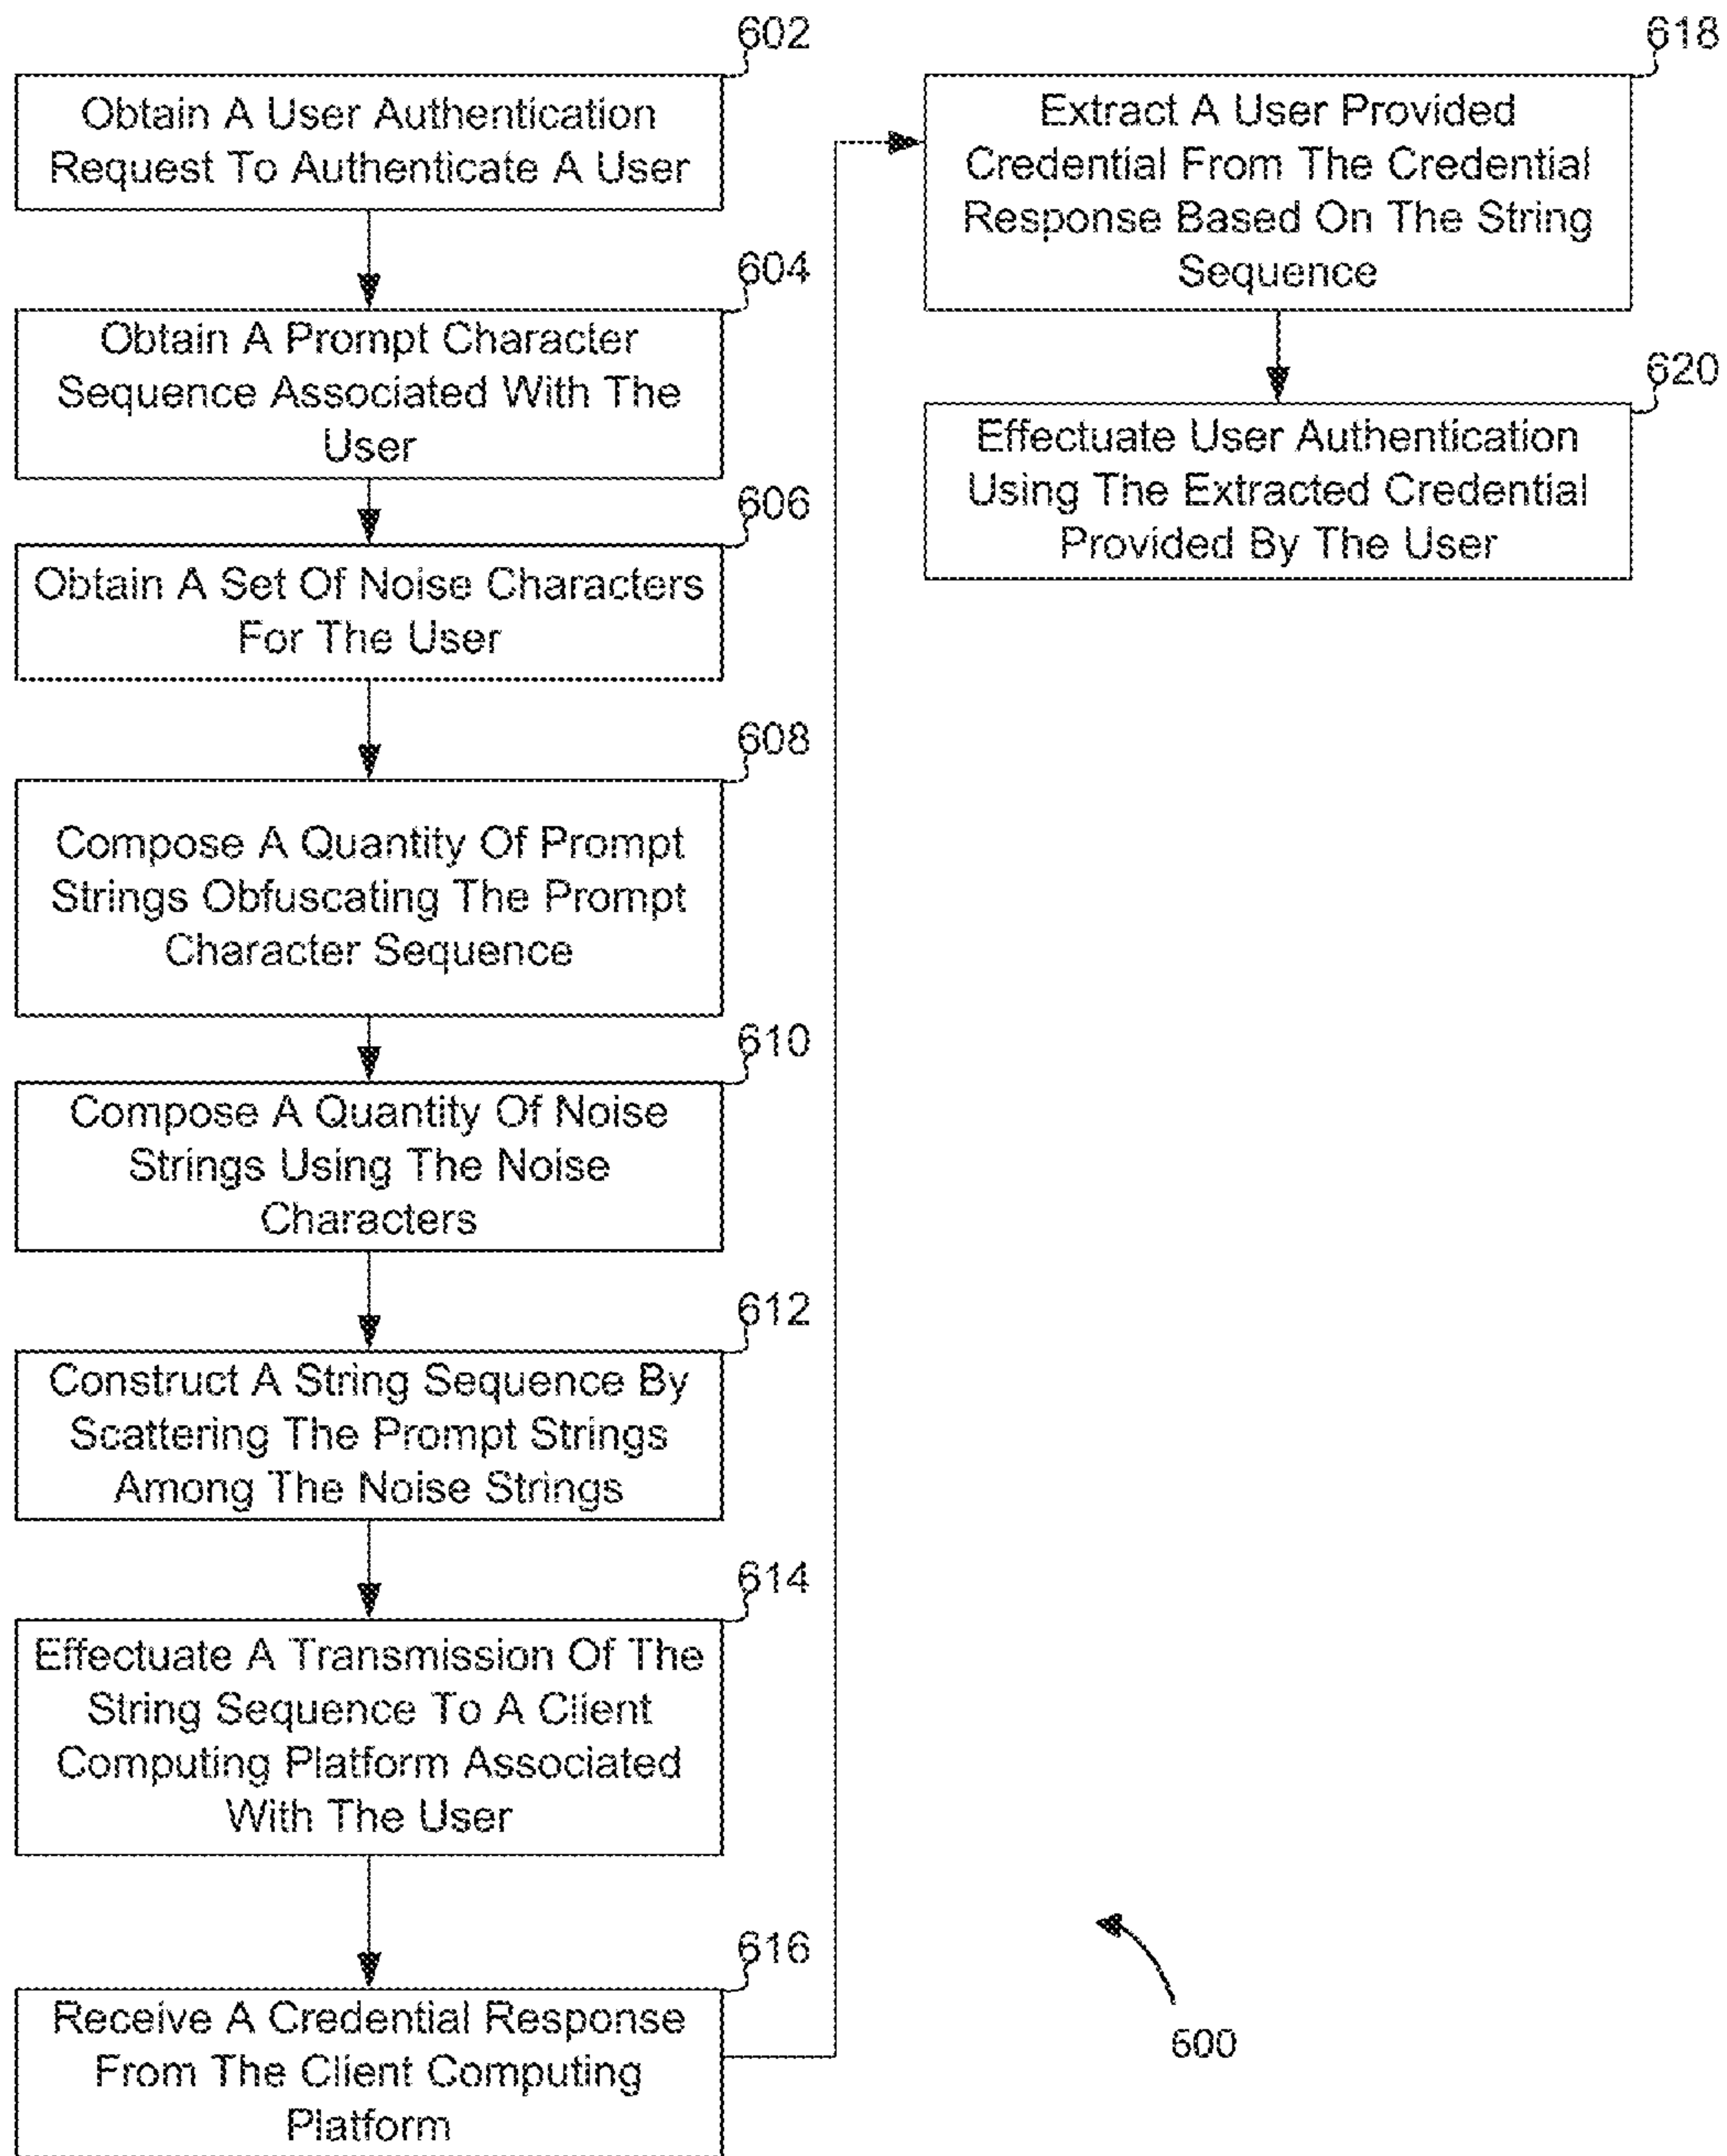 602
Obtain A User Authentication
Request To Authenticate A User
604
Obtain A Prompt Character
Sequence Associated With The
User
606
Obtain A Set Of Noise Characters
For The User
608
Compose A Quantity Of Prompt
Strings Obfuscating The Prompt
Character Sequence
610
Compose A Quantity Of Noise
Strings Using The Noise
Characters
612
Construct A String Sequence By
Scattering The Prompt Strings
Among The Noise Strings
614
Effectuate A Transmission Of The
String Sequence To A Client
Computing Platform Associated
With The User
616
Receive A Credential Response
From The Client Computing
Platform
618
Extract A User Provided
Credential From The Credential
Response Based On The String
Sequence
620
Effectuate User Authentication
Using The Extracted Credential
Provided By The User
600